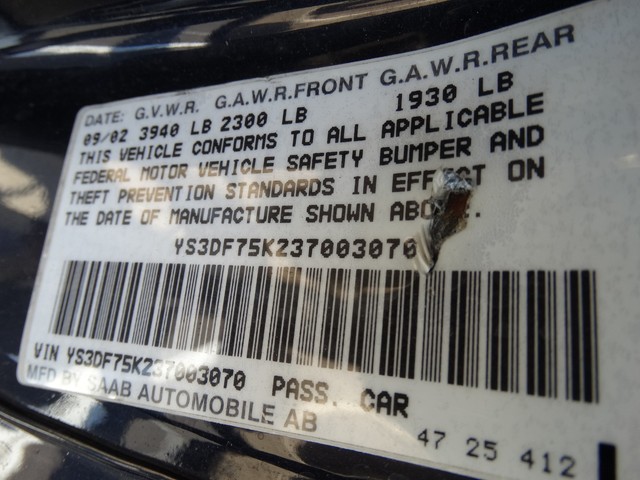 DATE: G.V.W.R. G.A.W.R.FRONT G.A.W.R.REAR
09/02 3940 LB 2300 LB 1930 LB
THIS VEHICLE CONFORMS TO ALL APPLICABLE
FEDERAL MOTOR VEHICLE SAFETY BUMPER AND
THEFT PREVENTION STANDARDS IN EFFECT ON
THE DATE OF MANUFACTURE SHOWN ABOVE.
YS3DF75K237003070
VIN YS3DF75K237003070 PASS. CAR
MFD BY SAAB AUTOMOBILE AB
47 25 412